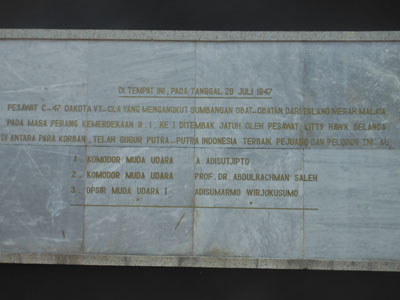 DI TEMPAT INI, PADA TANGGAL 29 JULI 1947
PESAWAT C-47 DAKOTA VT-CLA YANG MENGANGKUT SUMBANGAN OBAT-OBATAN DARI PALANG MERAH MALAYA
PADA MASA PERANG KEMERDEKAAN R.I. KE I DITEMBAK JATUH OLEH PESAWAT KITTY HAWK BELANDA
DI ANTARA PARA KORBAN, TELAH GUGUR PUTRA-PUTRA INDONESIA TERBAIK PEJUANG DAN PELOPOR TNI-AU
1. KOMODOR MUDA UDARA A. ADISUTJIPTO
2. KOMODOR MUDA UDARA PROF. DR. ABDULRACHMAN SALEH
3. OPSIR MUDA UDARA I ADISUMARMO WIRJOKUSUMO